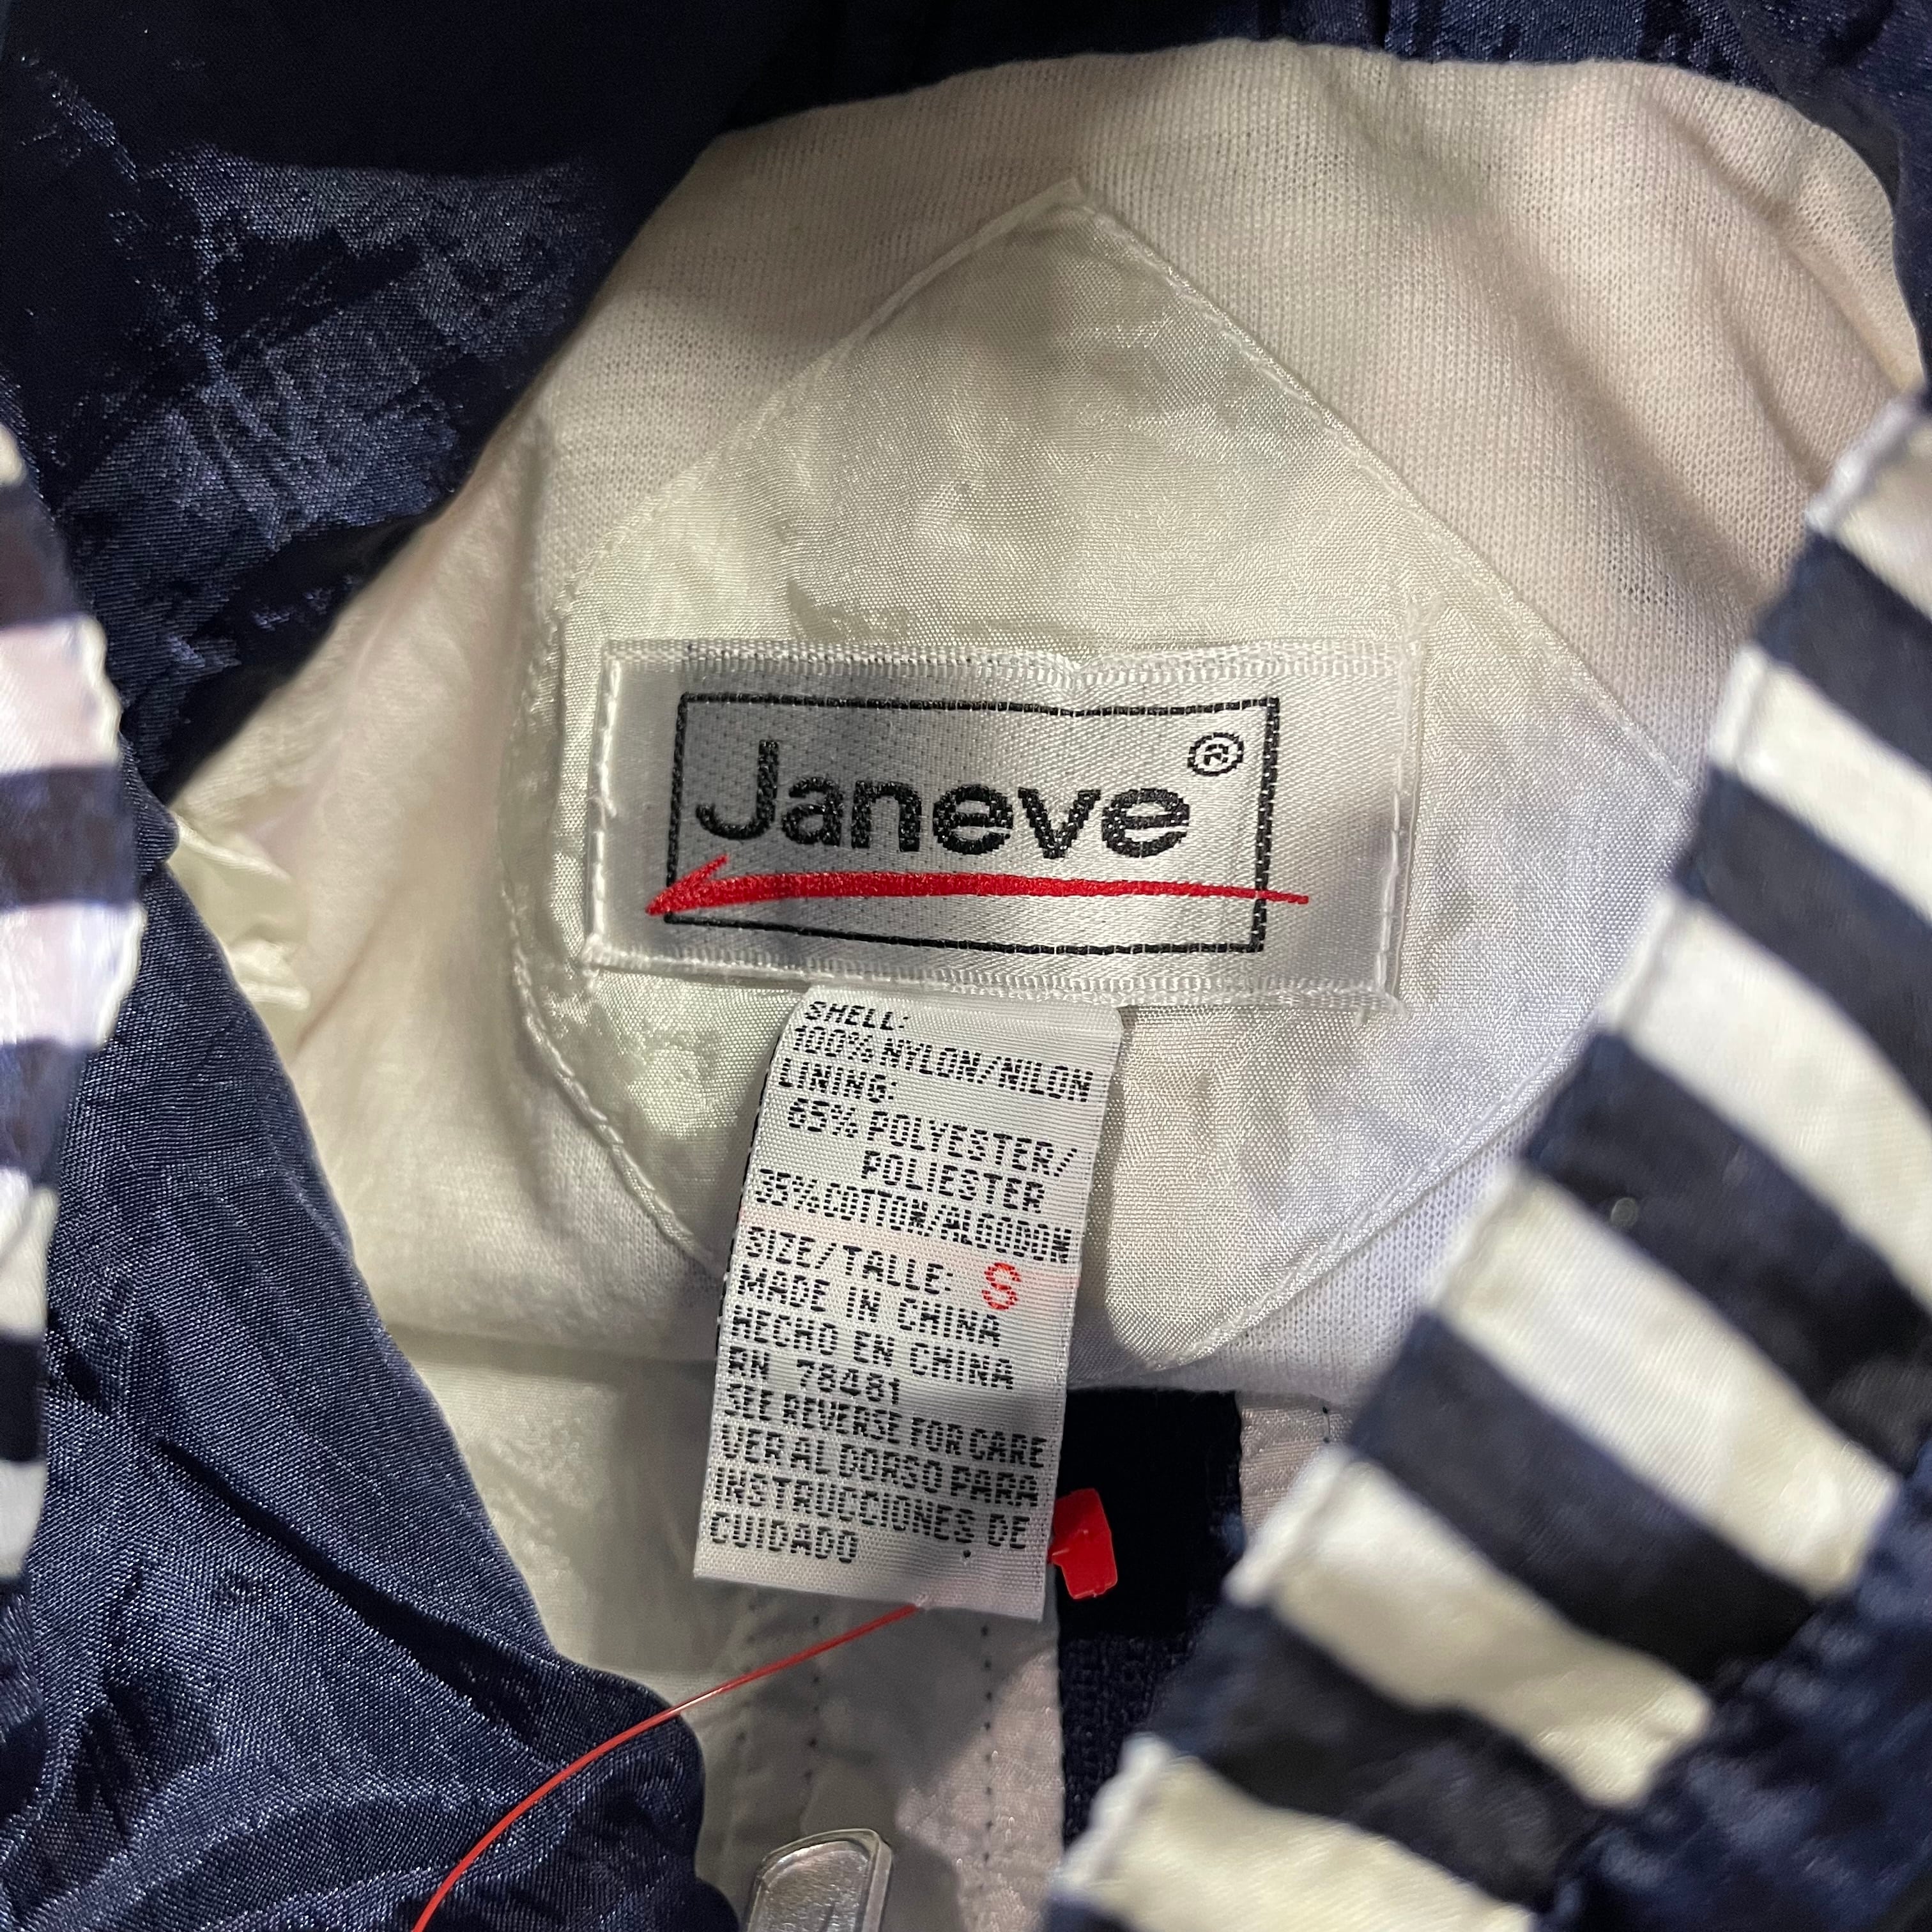 Janeve®
SHELL:
100% NYLON/NILON
LINING:
65% POLYESTER/
POLIESTER
35% COTTON/ALGODON
SIZE/TALLE: S
MADE IN CHINA
HECHO EN CHINA
RN 78481
SEE REVERSE FOR CARE
VER AL DORSO PARA
INSTRUCCIONES DE
CUIDADO